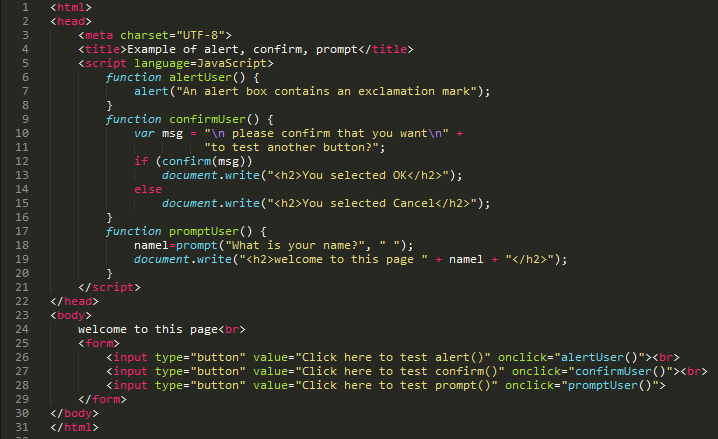 1 <html>
2 <head>
3 <meta charset="UTF-8">
4 <title>Example of alert, confirm, prompt</title>
5 <script language=JavaScript>
6 function alertUser() {
7 alert("An alert box contains an exclamation mark");
8 }
9 function confirmUser() {
10 var msg = "\n please confirm that you want\n" +
11 "to test another button?";
12 if (confirm(msg))
13 document.write("<h2>You selected OK</h2>");
14 else
15 document.write("<h2>You selected Cancel</h2>");
16 }
17 function promptUser() {
18 namel=prompt("What is your name?", " ");
19 document.write("<h2>welcome to this page " + namel + "</h2>");
20 }
21 </script>
22 </head>
23 <body>
24 welcome to this page<br>
25 <form>
26 <input type="button" value="Click here to test alert()" onclick="alertUser()"><br>
27 <input type="button" value="Click here to test confirm()" onclick="confirmUser()"><br>
28 <input type="button" value="Click here to test prompt()" onclick="promptUser()">
29 </form>
30 </body>
31 </html>